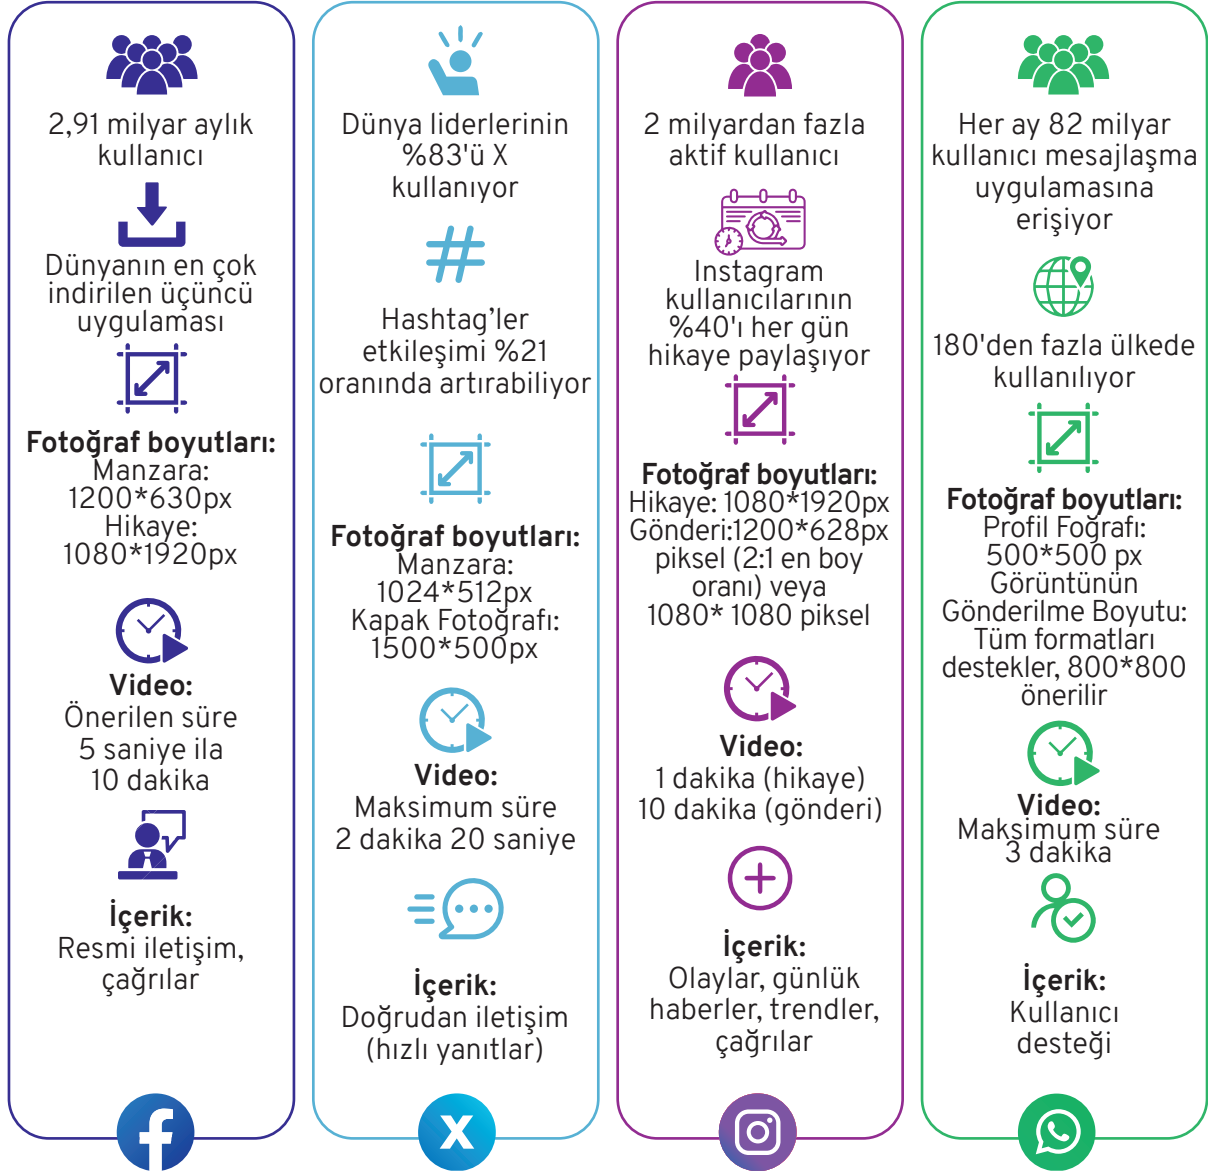 2,91 milyar aylık
kullanıcı
Dünyanın en çok
indirilen üçüncü
uygulaması
Fotoğraf boyutları:
Manzara:
1200*630px
Hikaye:
1080*1920px
Video:
Önerilen süre
5 saniye ila
10 dakika
İçerik:
Resmi iletişim,
çağrılar
Dünya liderlerinin
%83'ü X
kullanıyor
Hashtag’ler
etkileşimi %21
oranında artırabiliyor
Fotoğraf boyutları:
Manzara:
1024*512px
Kapak Fotoğrafı:
1500*500px
Video:
Maksimum süre
2 dakika 20 saniye
İçerik:
Doğrudan iletişim
(hızlı yanıtlar)
X
2 milyardan fazla
aktif kullanıcı
Instagram
kullanıcılarının
%40'ı her gün
hikaye paylaşıyor
Fotoğraf boyutları:
Hikaye: 1080*1920px
Gönderi:1200*628px
piksel (2:1 en boy
oranı) veya
1080* 1080 piksel
Video:
1 dakika (hikaye)
10 dakika (gönderi)
İçerik:
Olaylar, günlük
haberler, trendler,
çağrılar
Her ay 82 milyar
kullanıcı mesajlaşma
uygulamasına
erişiyor
180'den fazla ülkede
kullanılıyor
Fotoğraf boyutları:
Profil Foğrafı:
500*500 px
Görüntünün
Gönderilme Boyutu:
Tüm formatları
destekler, 800*800
önerilir
Video:
Maksimum süre
3 dakika
İçerik:
Kullanıcı
desteği